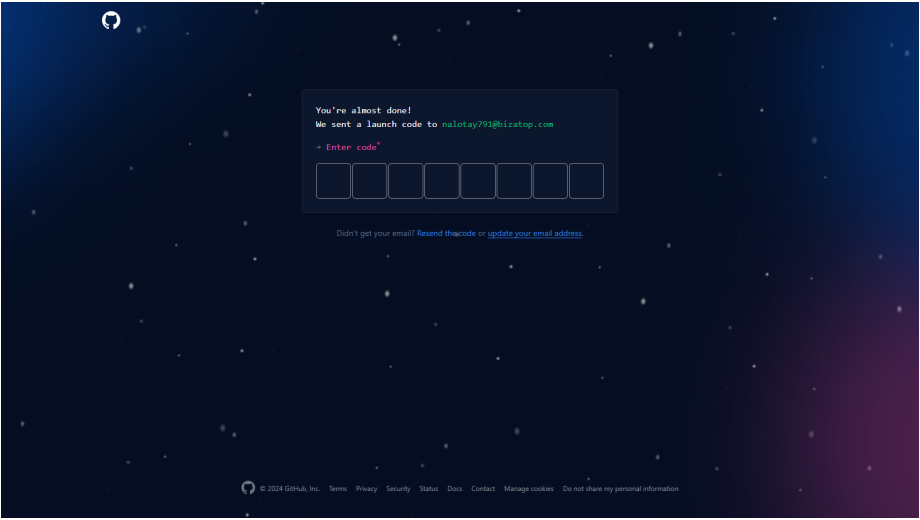 You're almost done!
We sent a launch code to nalotay791@bizatop.com
→ Enter code*
Didn't get your email? Resend the code or update your email address.
© 2024 GitHub, Inc. Terms Privacy Security Status Docs Contact Manage cookies Do not share my personal information